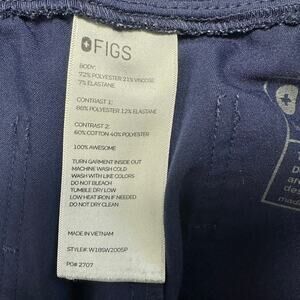 FIGS
BODY:
72% POLYESTER 21% VISCOSE
7% ELASTANE
CONTRAST 1:
88% POLYESTER 12% ELASTANE
CONTRAST 2:
60% COTTON 40% POLYESTER
100% AWESOME
TURN GARMENT INSIDE OUT
MACHINE WASH COLD
WASH WITH LIKE COLORS
DO NOT BLEACH
TUMBLE DRY LOW
LOW HEAT IRON IF NEEDED
DO NOT DRY CLEAN
MADE IN VIETNAM
STYLE#: W18SW2005P
PO# 2707
made